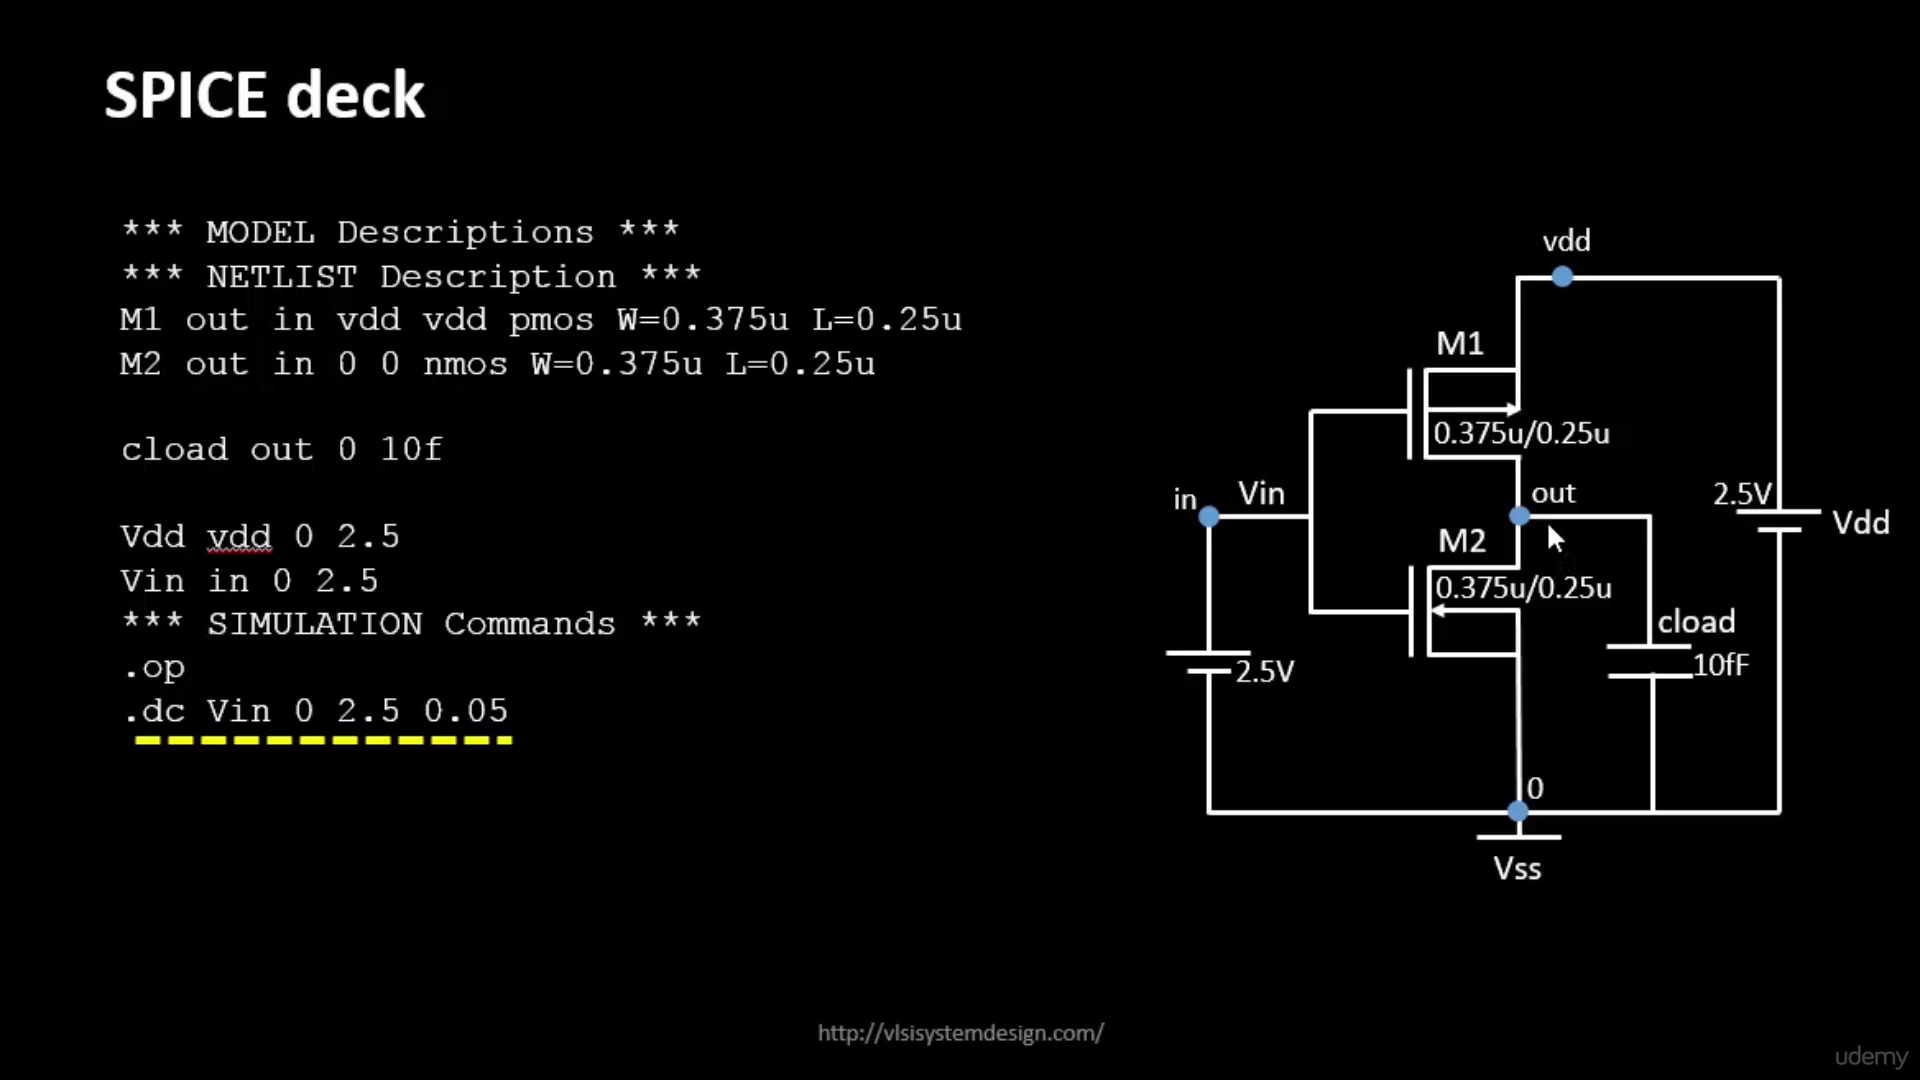 SPICE deck
*** MODEL Descriptions ***
*** NETLIST Description ***
M1 out in vdd vdd pmos W=0.375u L=0.25u
M2 out in 0 0 nmos W=0.375u L=0.25u
cload out 0 10f
Vdd vdd 0 2.5
Vin in 0 2.5
*** SIMULATION Commands ***
.op
.dc Vin 0 2.5 0.05
vdd
M1
0.375u/0.25u
in
Vin
out
2.5V
Vdd
M2
0.375u/0.25u
cload
10fF
2.5V
0
Vss
http://vlsisystemdesign.com/
udemy